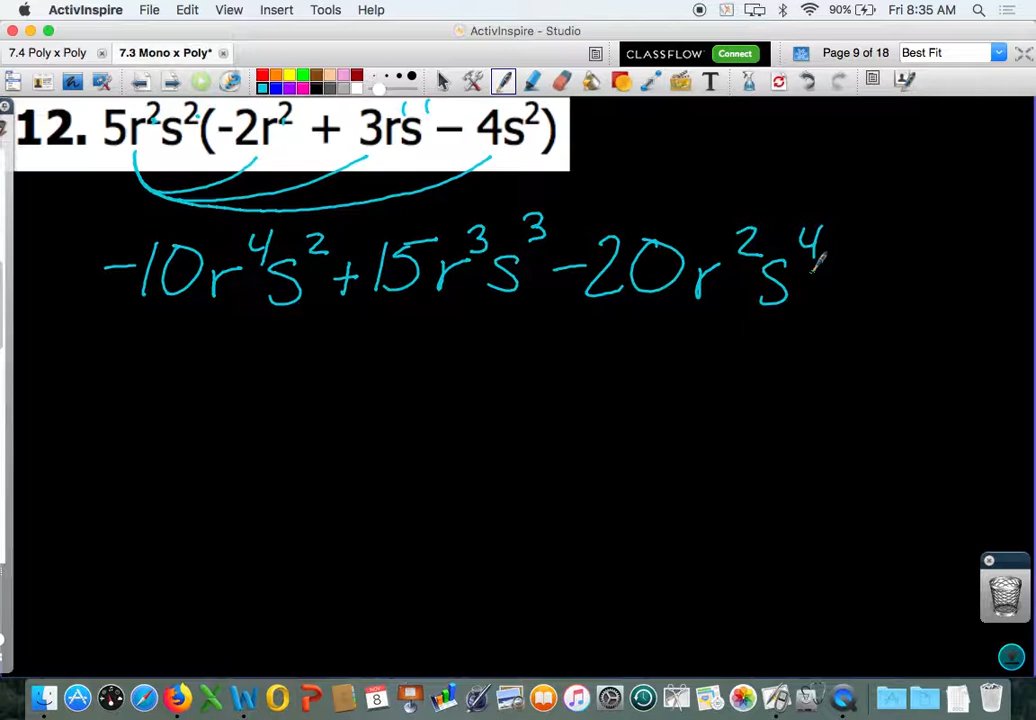 ActivInspire File Edit View Insert Tools Help 90% Fri 8:35 AM
ActivInspire - Studio
7.4 Poly x Poly 7.3 Mono x Poly* CLASSFLOW Connect Page 9 of 18 Best Fit
12. 5r²s²(-2r² + 3rs – 4s²)
-10r⁴s² + 15r³s³ - 20r²s⁴